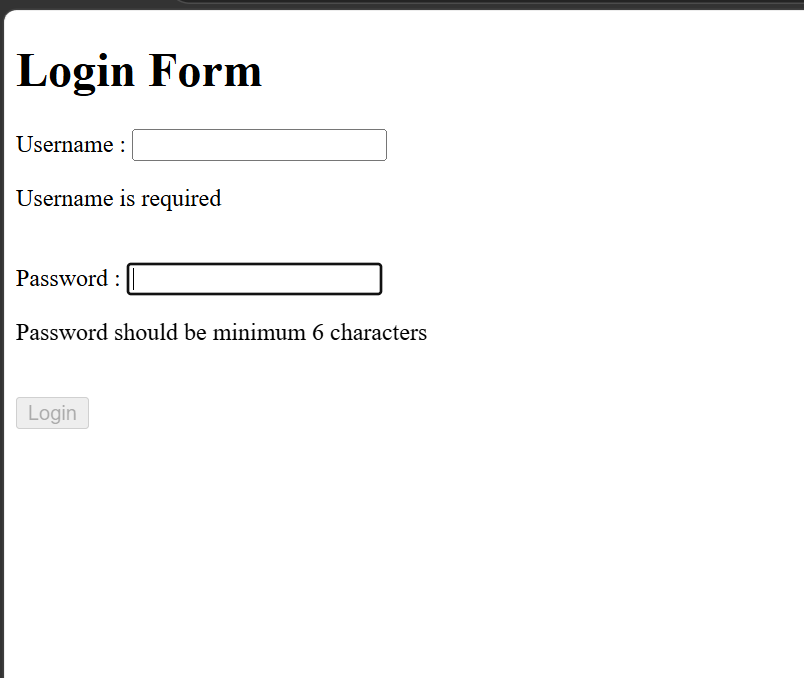 Login Form
Username :
Username is required
Password :
Password should be minimum 6 characters
Login